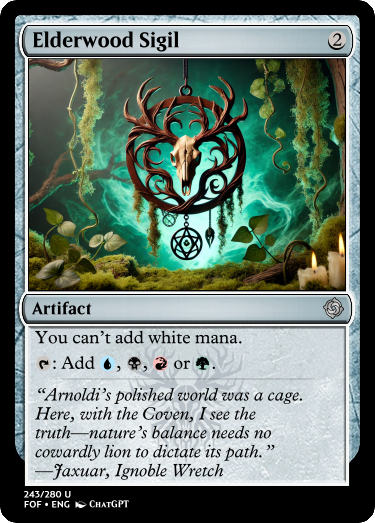 Elderwood Sigil 2
Artifact
You can't add white mana.
: Add , , or .
“Arnoldi's polished world was a cage.
Here, with the Coven, I see the
truth—nature's balance needs no
cowardly lion to dictate its path.”
—Jaxuar, Ignoble Wretch
243/280 U
FOF • ENG ChatGPT